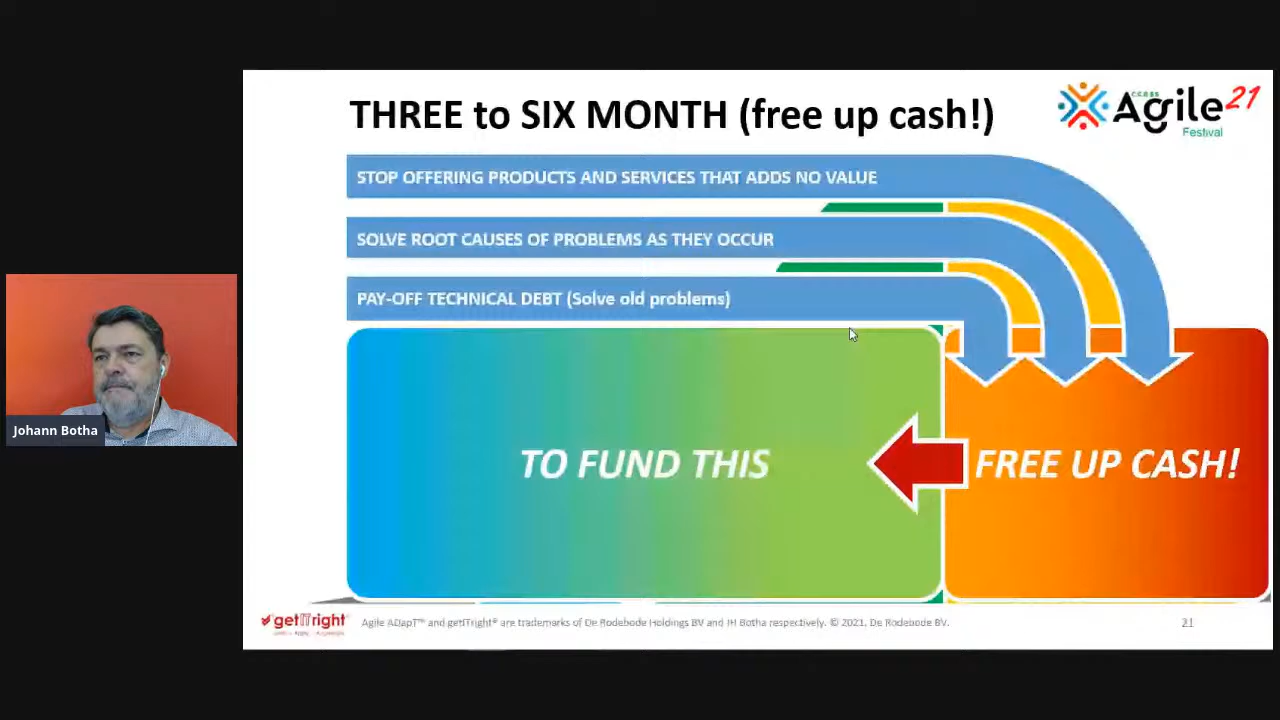 THREE to SIX MONTH (free up cash!)
ccess
Agile 21
Festival
STOP OFFERING PRODUCTS AND SERVICES THAT ADDS NO VALUE
SOLVE ROOT CAUSES OF PROBLEMS AS THEY OCCUR
PAY-OFF TECHNICAL DEBT (Solve old problems)
TO FUND THIS
FREE UP CASH!
Johann Botha
getITright
Agile ADapT™ and getITright® are trademarks of De Rodebode Holdings BV and JH Botha respectively. © 2021, De Rodebode BV.
21